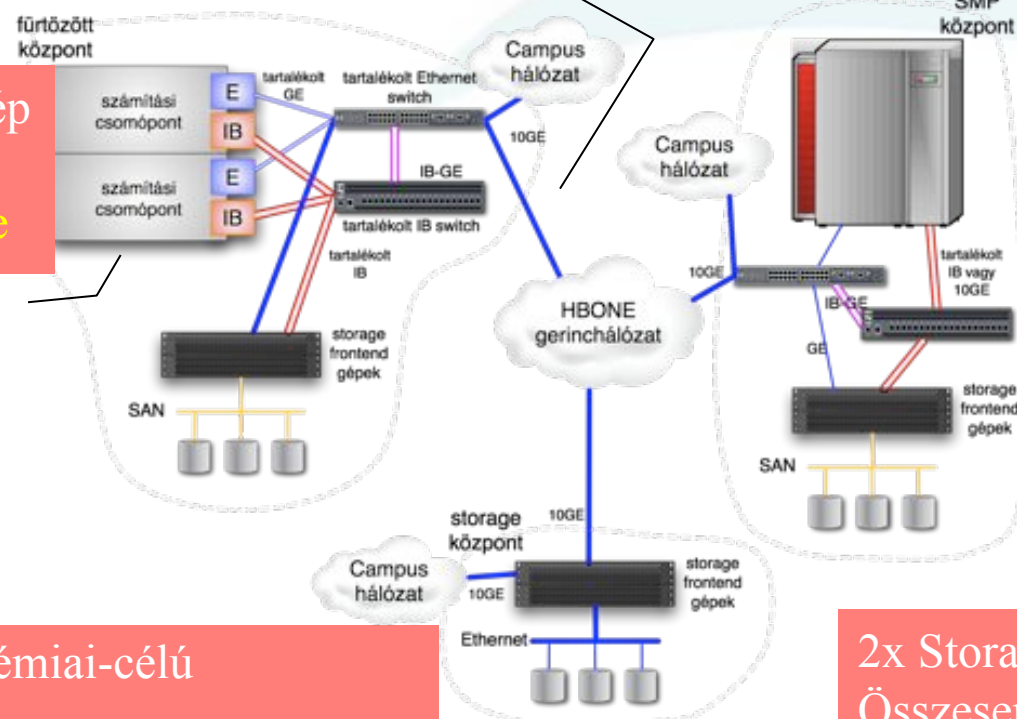 fürtözött
központ
számítási
csomópont
E
IB
számítási
csomópont
E
IB
tartalékolt
GE
tartalékolt Ethernet
switch
Campus
hálózat
10GE
IB-GE
tartalékolt IB switch
tartalékolt
IB
storage
frontend
gépek
SAN
HBONE
gerinchálózat
SMP
központ
Campus
hálózat
10GE
tartalékolt
IB vagy
10GE
IB-GE
GE
storage
frontend
gépek
SAN
storage
központ
10GE
Campus
hálózat
10GE
storage
frontend
gépek
Ethernet
ép
e
émiai-célú
2x Stora
Összesen